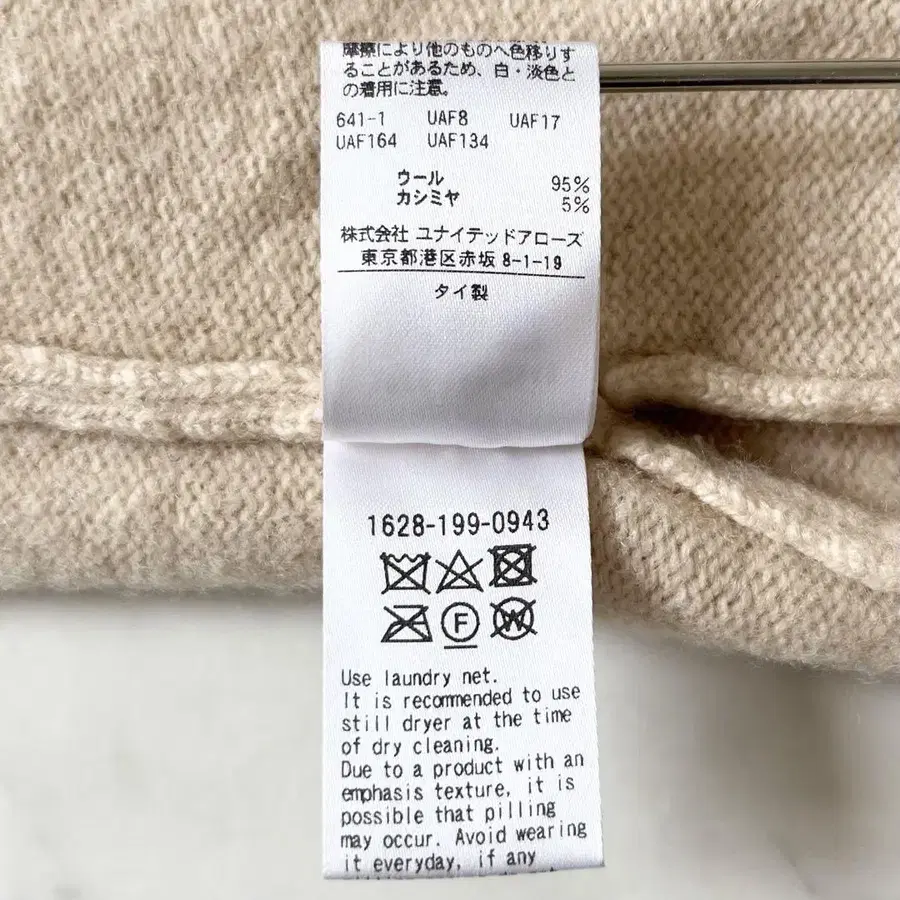 摩擦により他のものへ色移りす
ることがあるため、白・淡色と
の着用に注意。
641-1 UAF8 UAF17
UAF164 UAF134
ウール 95%
カシミヤ 5%
株式会社 ユナイテッドアローズ
東京都港区赤坂 8-1-19
タイ製
1628-199-0943
F
W
Use laundry net.
It is recommended to use
still dryer at the time
of dry cleaning.
Due to a product with an
emphasis texture, it is
possible that pilling
may occur. Avoid wearing
it everyday, if any